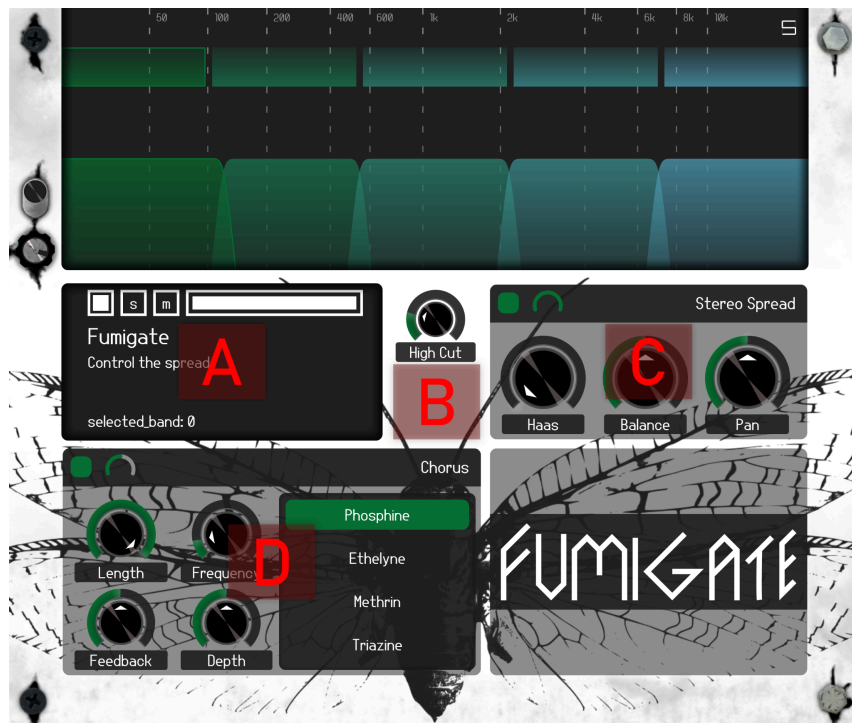 50 100 200 400 600 1k 2k 4k 6k 8k 10k
S
s m
Fumigate
Control the spread
selected_band: 0
A
High Cut
B
Stereo Spread
C
Haas Balance Pan
Chorus
Phosphine
Ethelyne
Methrin
Triazine
Length Frequency
D
Feedback Depth
FUMIGATE